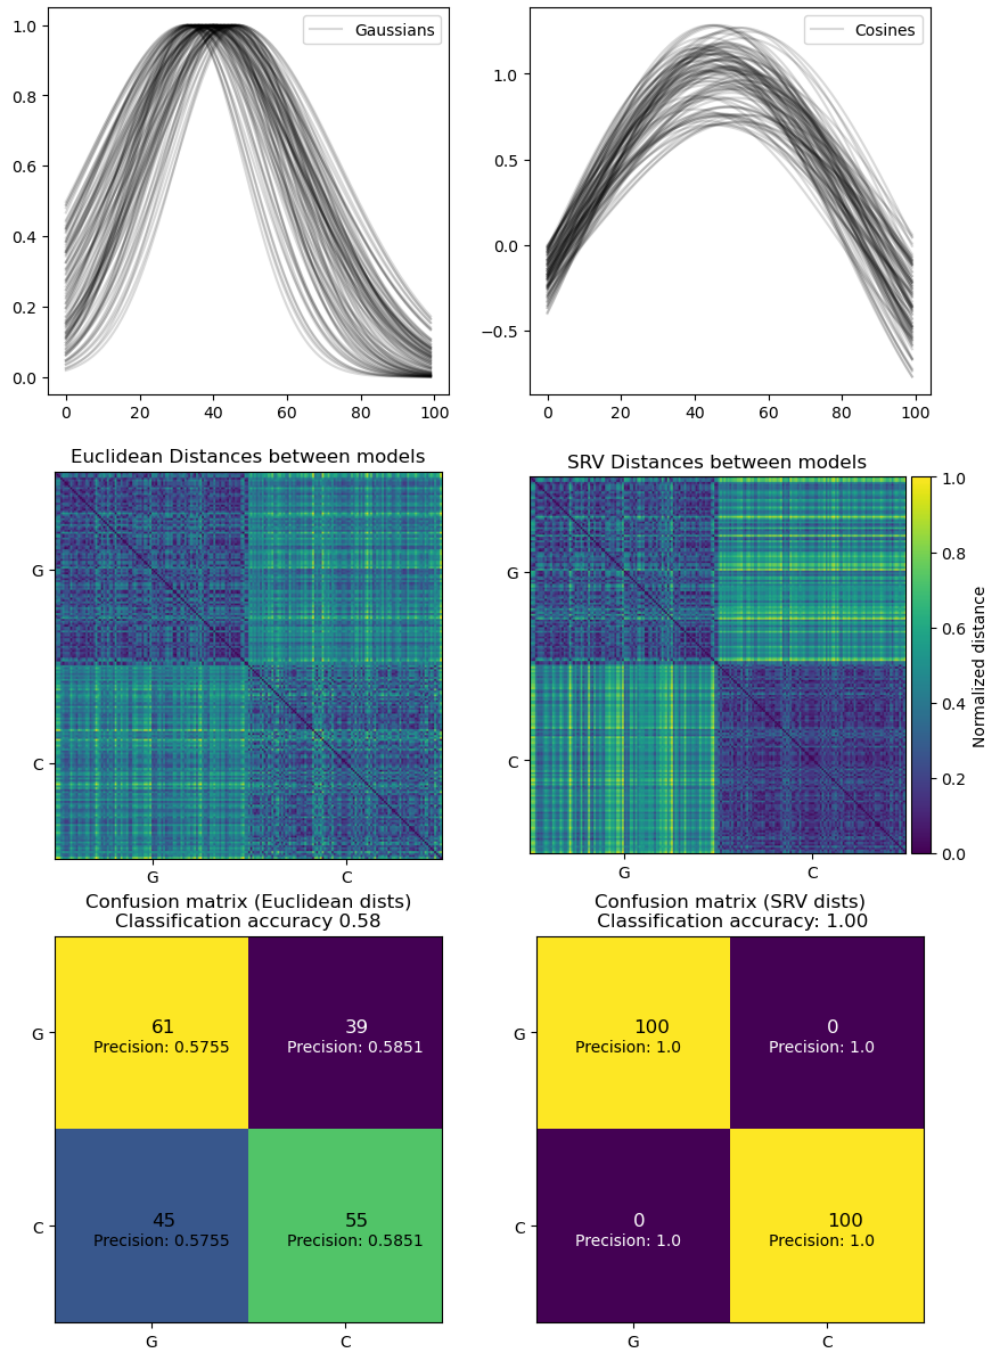 Gaussians
1.0
0.8
0.6
0.4
0.2
0.0
0 20 40 60 80 100
Cosines
1.0
0.5
0.0
−0.5
0 20 40 60 80 100
Euclidean Distances between models
G
C
G C
SRV Distances between models
G
C
G C
1.0
0.8
0.6
0.4
0.2
0.0
Normalized distance
Confusion matrix (Euclidean dists)
Classification accuracy 0.58
G
61
Precision: 0.5755
39
Precision: 0.5851
C
45
Precision: 0.5755
55
Precision: 0.5851
G C
Confusion matrix (SRV dists)
Classification accuracy: 1.00
G
100
Precision: 1.0
0
Precision: 1.0
C
0
Precision: 1.0
100
Precision: 1.0
G C